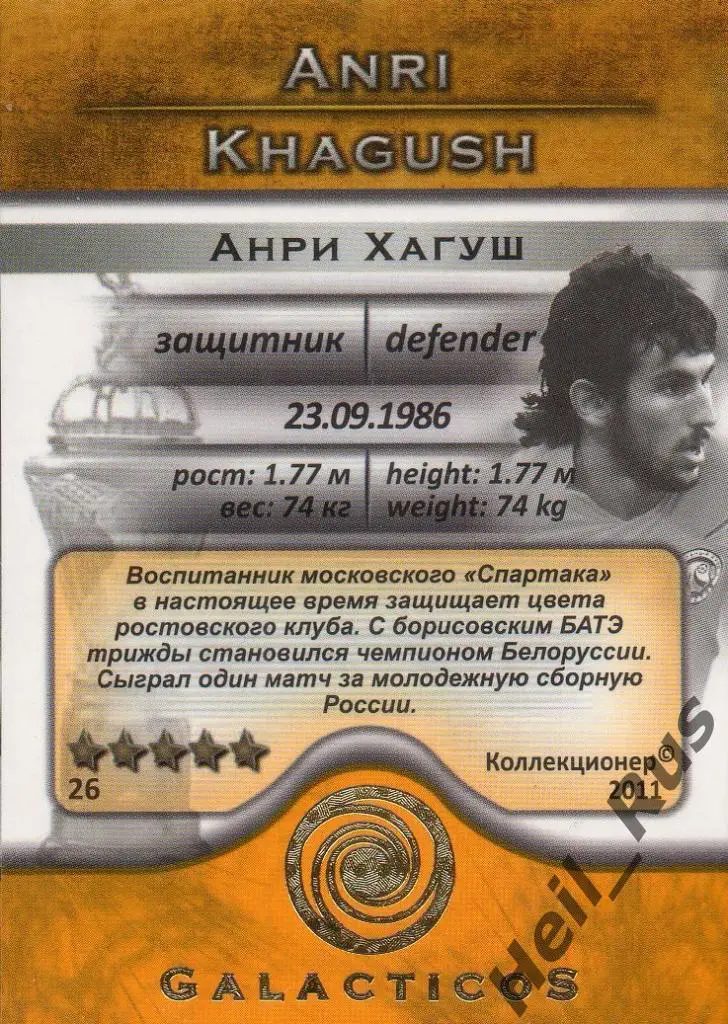 Anri
Khagush
Анри Хагуш
защитник | defender
23.09.1986
рост: 1.77 м | height: 1.77 m
вес: 74 кг | weight: 74 kg
Воспитанник московского «Спартака»
в настоящее время защищает цвета
ростовского клуба. С борисовским БАТЭ
трижды становился чемпионом Белоруссии.
Сыграл один матч за молодежную сборную
России.
Коллекционер©
26 2011
Galacticos
Heil_Rus